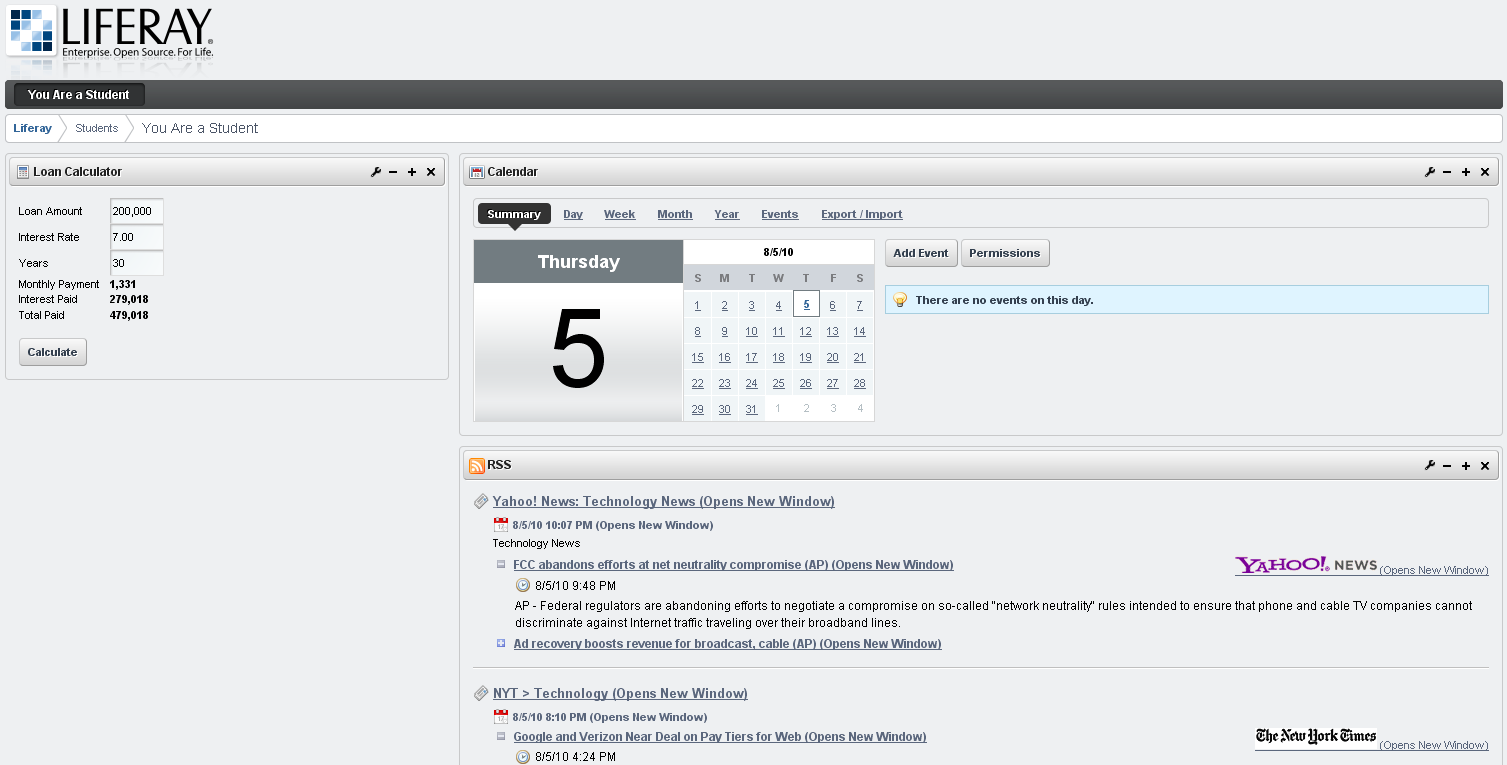 LIFERAY.
Enterprise. Open Source. For Life.
You Are a Student
Liferay Students You Are a Student
Loan Calculator
Loan Amount 200,000
Interest Rate 7.00
Years 30
Monthly Payment 1,331
Interest Paid 279,018
Total Paid 479,018
Calculate
Calendar
Summary Day Week Month Year Events Export / Import
Thursday
5
8/5/10
S M T W T F S
1 2 3 4 5 6 7
8 9 10 11 12 13 14
15 16 17 18 19 20 21
22 23 24 25 26 27 28
29 30 31 1 2 3 4
Add Event Permissions
There are no events on this day.
RSS
Yahoo! News: Technology News (Opens New Window)
8/5/10 10:07 PM (Opens New Window)
Technology News
YAHOO! NEWS (Opens New Window)
FCC abandons efforts at net neutrality compromise (AP) (Opens New Window)
8/5/10 9:48 PM
AP - Federal regulators are abandoning efforts to negotiate a compromise on so-called "network neutrality" rules intended to ensure that phone and cable TV companies cannot
discriminate against Internet traffic traveling over their broadband lines.
Ad recovery boosts revenue for broadcast, cable (AP) (Opens New Window)
NYT > Technology (Opens New Window)
8/5/10 8:10 PM (Opens New Window)
The New York Times (Opens New Window)
Google and Verizon Near Deal on Pay Tiers for Web (Opens New Window)
8/5/10 4:24 PM